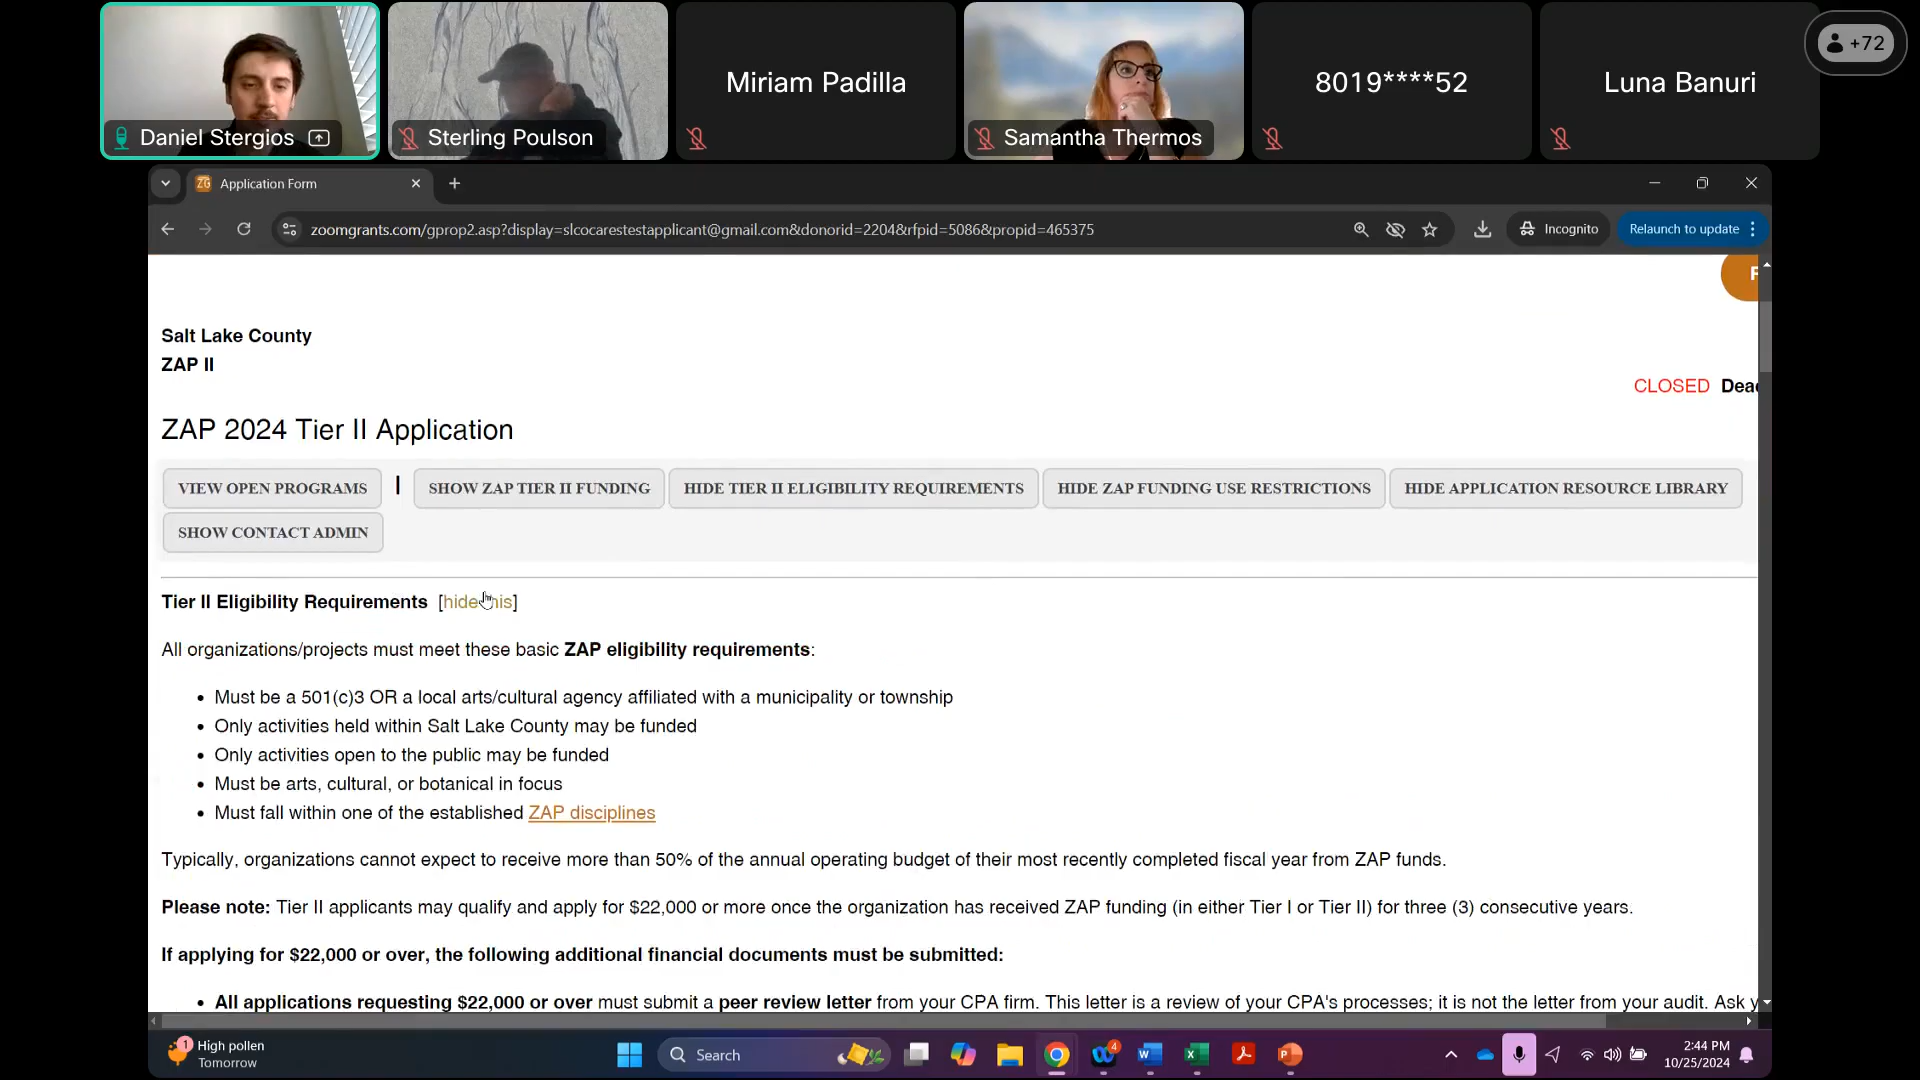 Daniel Stergios
Sterling Poulson
Miriam Padilla
Samantha Thermos
8019****52
Luna Banuri
+72
ZG Application Form
zoomgrants.com/gprop2.asp?display=slcocarestestapplicant@gmail.com&donorid=2204&rfpid=5086&propid=465375
Incognito
Relaunch to update
Salt Lake County
ZAP II
CLOSED Dead
ZAP 2024 Tier II Application
VIEW OPEN PROGRAMS | SHOW ZAP TIER II FUNDING HIDE TIER II ELIGIBILITY REQUIREMENTS HIDE ZAP FUNDING USE RESTRICTIONS HIDE APPLICATION RESOURCE LIBRARY
SHOW CONTACT ADMIN
Tier II Eligibility Requirements [hide this]
All organizations/projects must meet these basic ZAP eligibility requirements:
• Must be a 501(c)3 OR a local arts/cultural agency affiliated with a municipality or township
• Only activities held within Salt Lake County may be funded
• Only activities open to the public may be funded
• Must be arts, cultural, or botanical in focus
• Must fall within one of the established ZAP disciplines
Typically, organizations cannot expect to receive more than 50% of the annual operating budget of their most recently completed fiscal year from ZAP funds.
Please note: Tier II applicants may qualify and apply for $22,000 or more once the organization has received ZAP funding (in either Tier I or Tier II) for three (3) consecutive years.
If applying for $22,000 or over, the following additional financial documents must be submitted:
• All applications requesting $22,000 or over must submit a peer review letter from your CPA firm. This letter is a review of your CPA's processes; it is not the letter from your audit. Ask y
1
High pollen
Tomorrow
Search
4
2:44 PM
10/25/2024